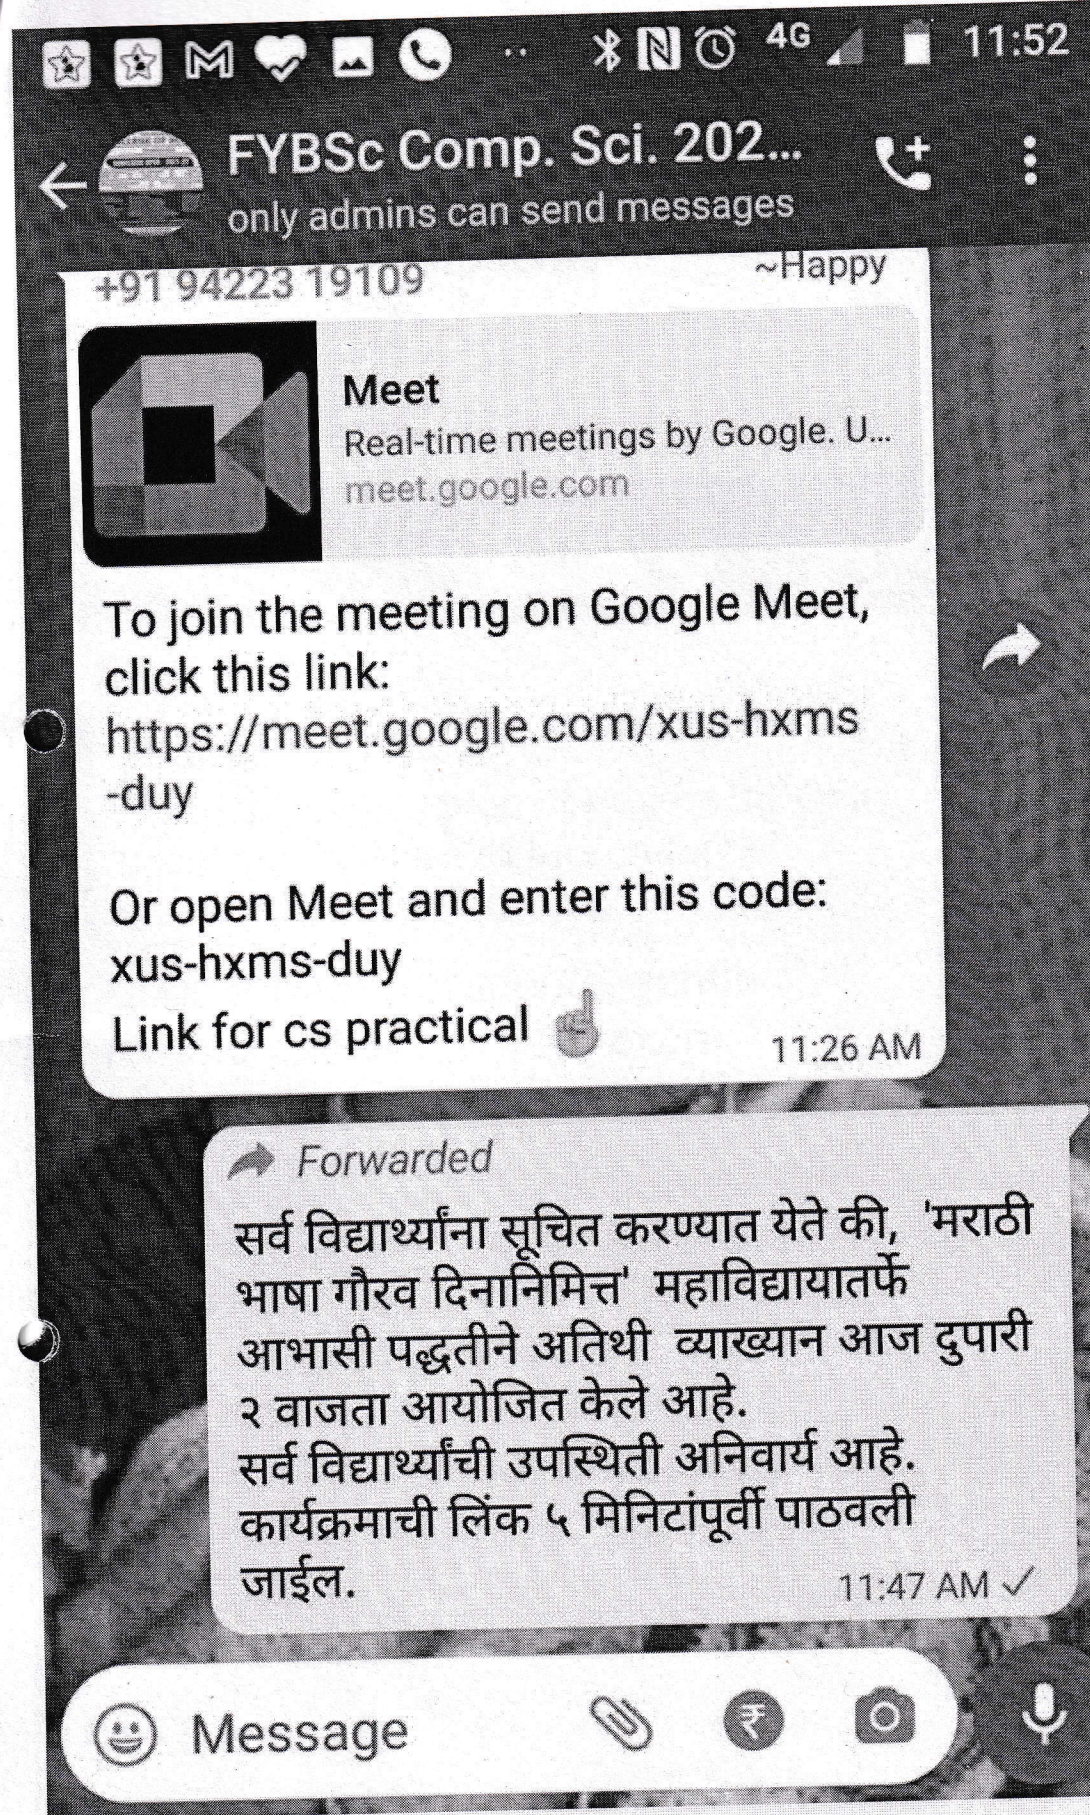 4G 11:52
FYBSc Comp. Sci. 202...
only admins can send messages
+91 94223 19109 ~Happy
Meet
Real-time meetings by Google. U...
meet.google.com
To join the meeting on Google Meet,
click this link:
https://meet.google.com/xus-hxms
-duy
Or open Meet and enter this code:
xus-hxms-duy
Link for cs practical ☝
11:26 AM
Forwarded
सर्व विद्यार्थ्यांना सूचित करण्यात येते की, 'मराठी
भाषा गौरव दिनानिमित्त' महाविद्यायातर्फे
आभासी पद्धतीने अतिथी व्याख्यान आज दुपारी
२ वाजता आयोजित केले आहे.
सर्व विद्यार्थ्यांची उपस्थिती अनिवार्य आहे.
कार्यक्रमाची लिंक ५ मिनिटांपूर्वी पाठवली
जाईल.
11:47 AM ✓
Message